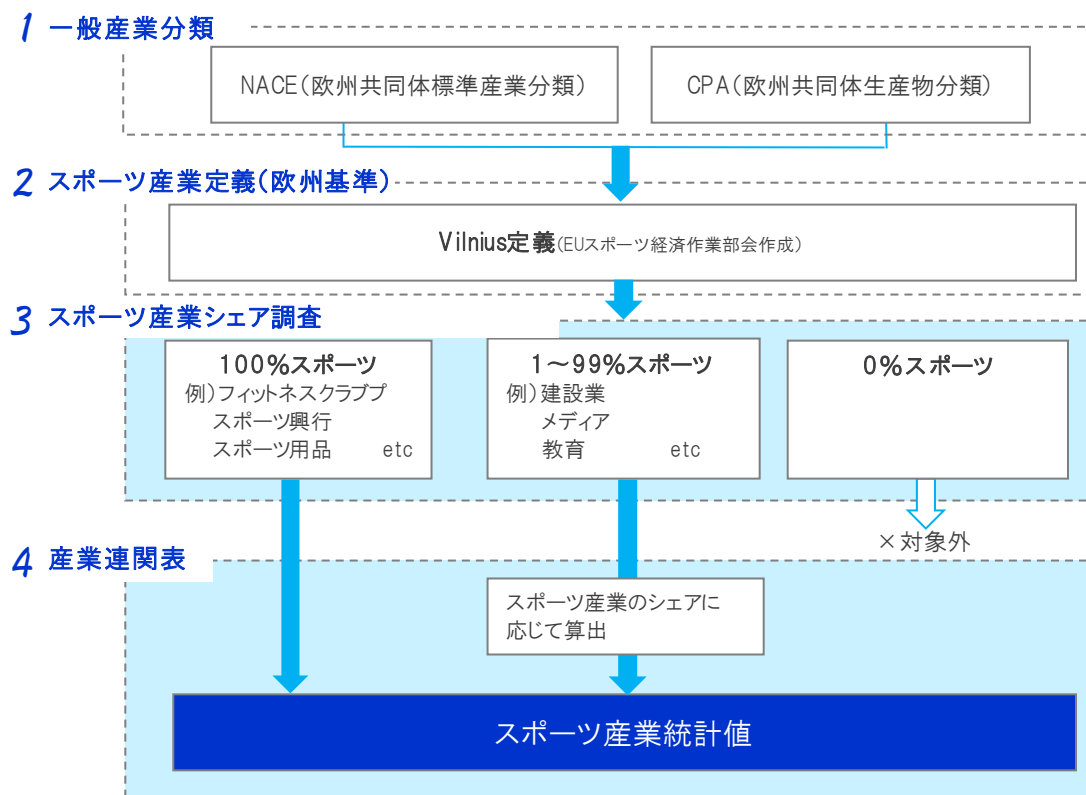 1 一般産業分類
NACE(欧州共同体標準産業分類)
CPA(欧州共同体生産物分類)
2 スポーツ産業定義(欧州基準)
Vilnius定義(EUスポーツ経済作業部会作成)
3 スポーツ産業シェア調査
100%スポーツ
例)フィットネスクラブプ
スポーツ興行
スポーツ用品 etc
1～99%スポーツ
例)建設業
メディア
教育 etc
0%スポーツ
×対象外
4 産業連関表
スポーツ産業のシェアに
応じて算出
スポーツ産業統計値